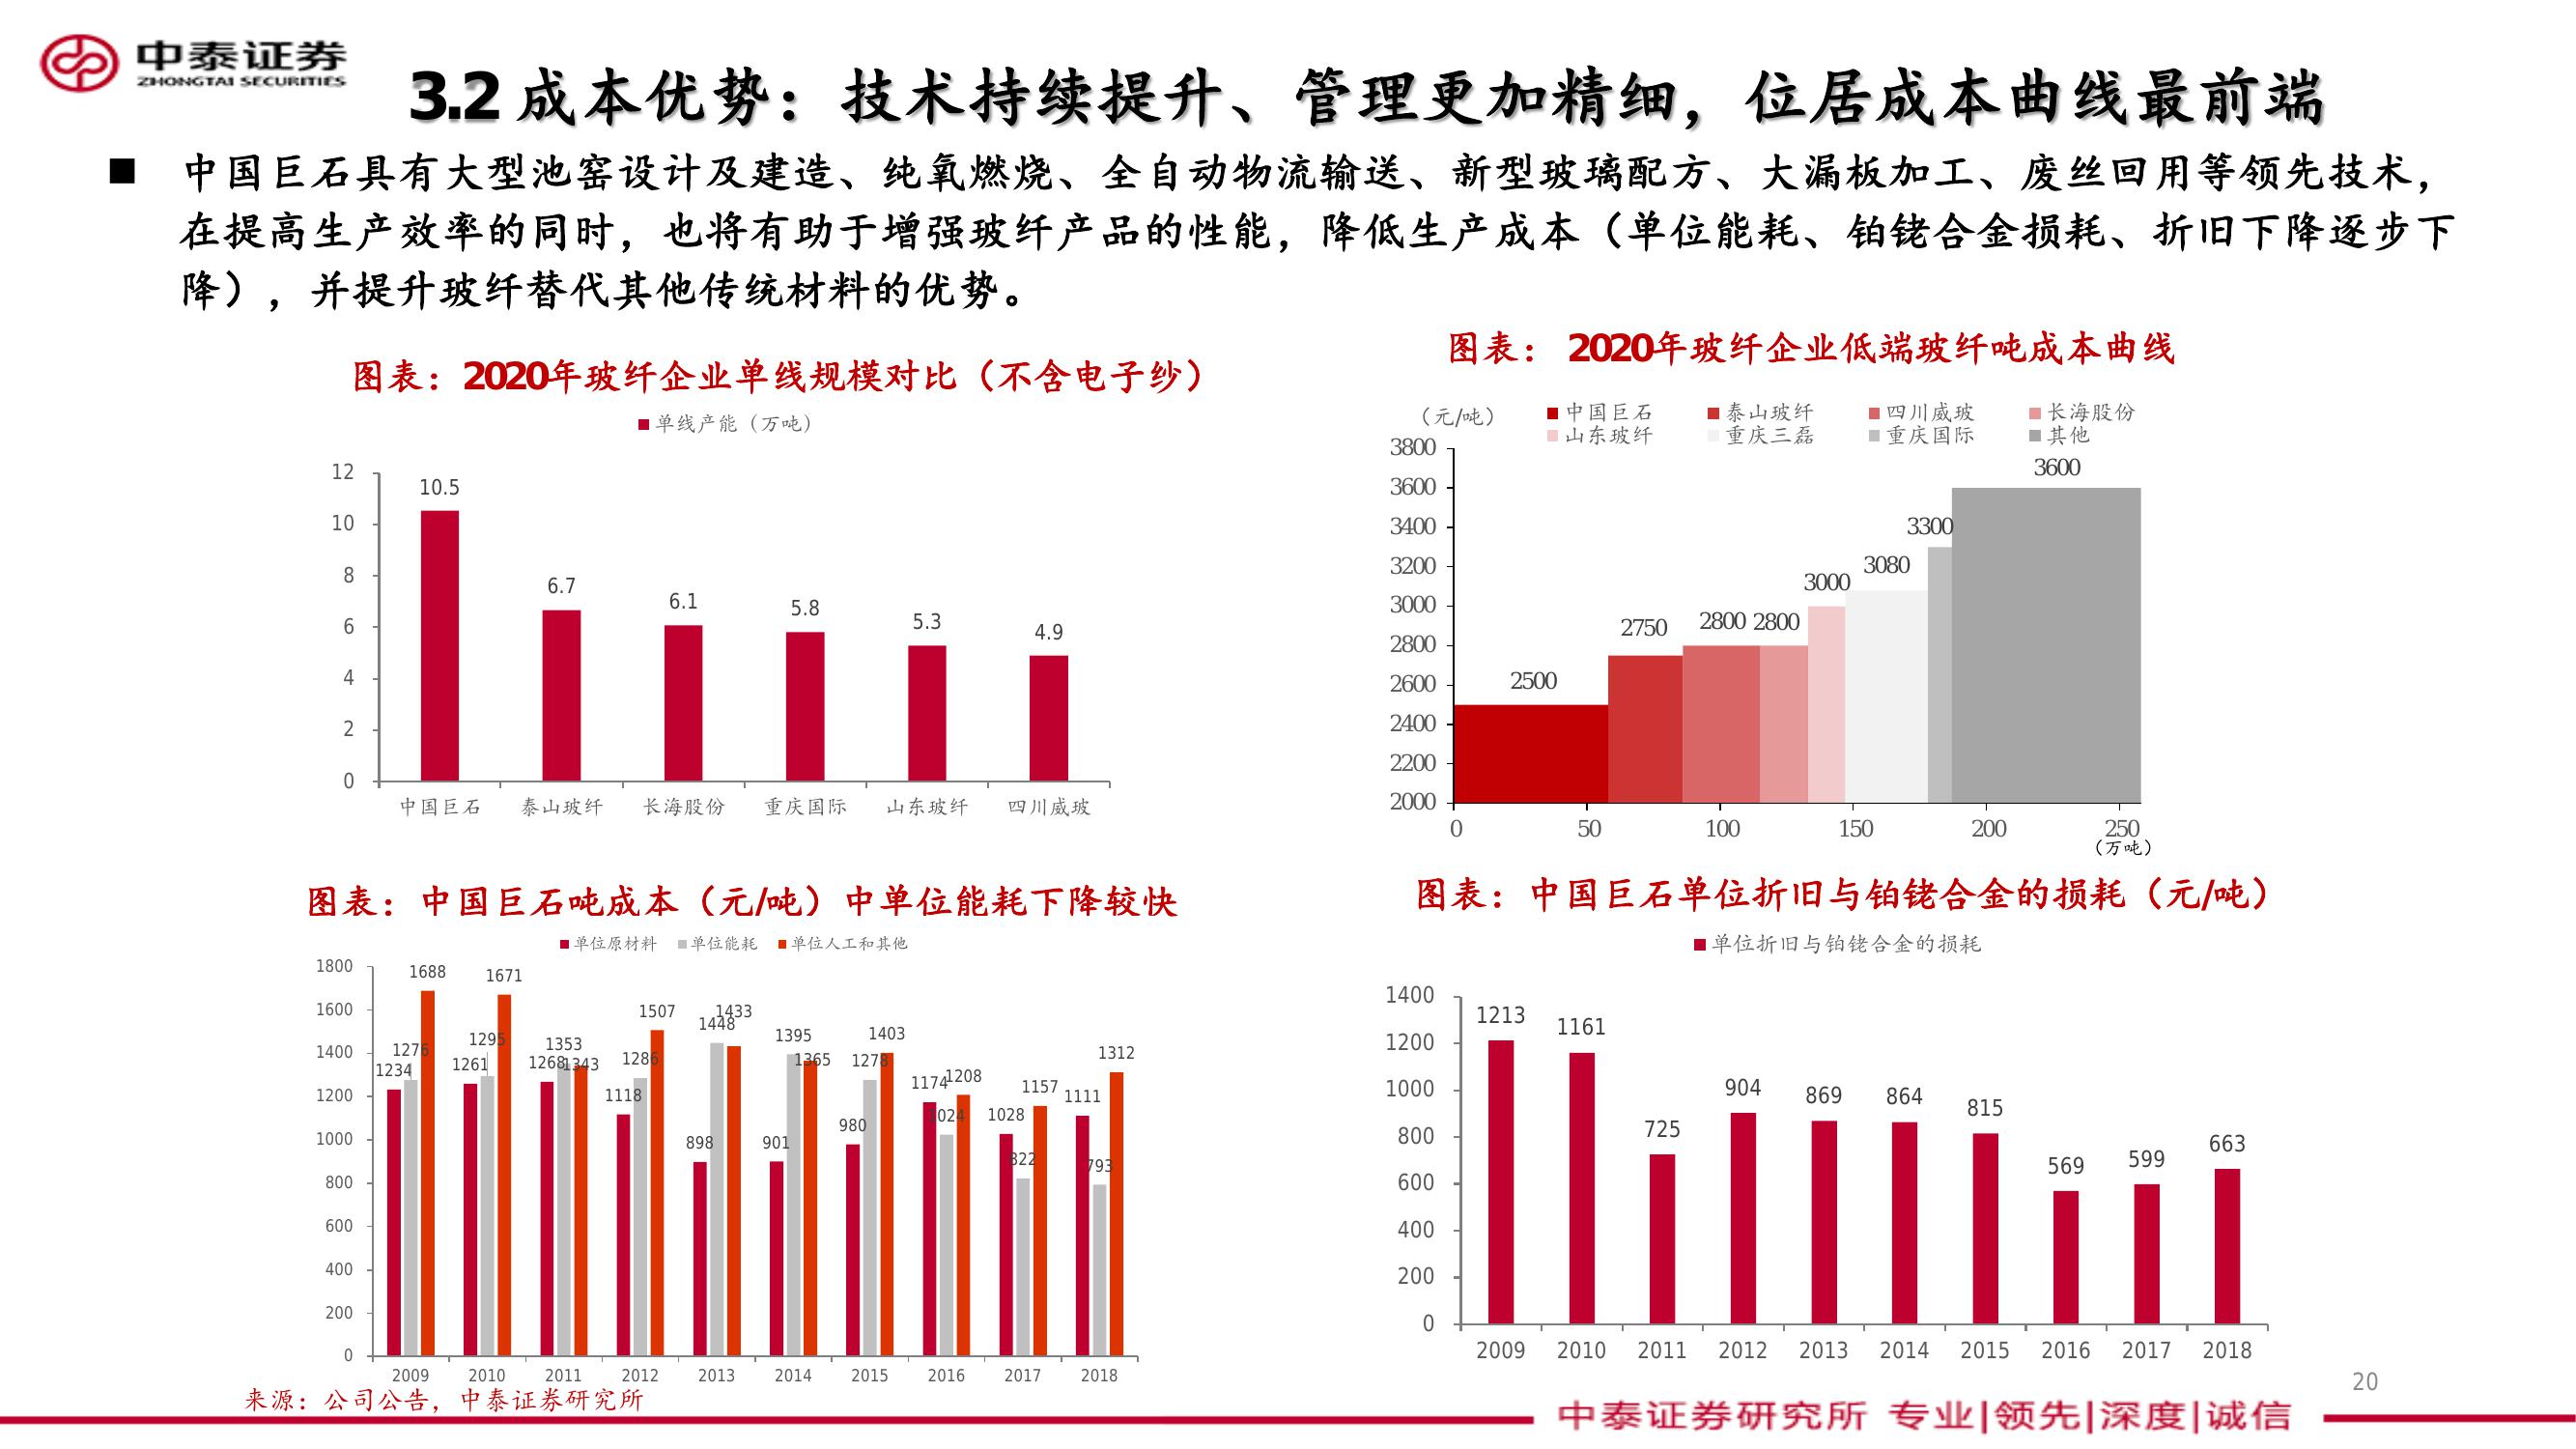 中泰证券
ZHONGTAI SECURITIES
3.2 成本优势：技术持续提升、管理更加精细，位居成本曲线最前端
■ 中国巨石具有大型池窑设计及建造、纯氧燃烧、全自动物流输送、新型玻璃配方、大漏板加工、废丝回用等领先技术，
在提高生产效率的同时，也将有助于增强玻纤产品的性能，降低生产成本（单位能耗、铂铑合金损耗、折旧下降逐步下
降），并提升玻纤替代其他传统材料的优势。
图表：2020年玻纤企业单线规模对比（不含电子纱）
单线产能（万吨）
12
10
8
6
4
2
0
10.5
6.7
6.1
5.8
5.3
4.9
中国巨石 泰山玻纤 长海股份 重庆国际 山东玻纤 四川威玻
图表： 2020年玻纤企业低端玻纤吨成本曲线
（元/吨）
中国巨石 泰山玻纤 四川威玻 长海股份
山东玻纤 重庆三磊 重庆国际 其他
3800
3600
3400
3200
3000
2800
2600
2400
2200
2000
2500
2750
2800
2800
3000
3080
3300
3600
0 50 100 150 200 250
（万吨）
图表：中国巨石吨成本（元/吨）中单位能耗下降较快
单位原材料 单位能耗 单位人工和其他
1800
1600
1400
1200
1000
800
600
400
200
0
1234 1276 1688
1261 1295 1671
1268 1353 1343
1118 1286 1507
898 1448 1433
901 1395 1365
980 1278 1403
1174 1024 1208
1028 822 1157
1111 793 1312
2009 2010 2011 2012 2013 2014 2015 2016 2017 2018
图表：中国巨石单位折旧与铂铑合金的损耗（元/吨）
单位折旧与铂铑合金的损耗
1400
1200
1000
800
600
400
200
0
1213
1161
725
904
869
864
815
569
599
663
2009 2010 2011 2012 2013 2014 2015 2016 2017 2018
来源：公司公告，中泰证券研究所
20
中泰证券研究所 专业|领先|深度|诚信